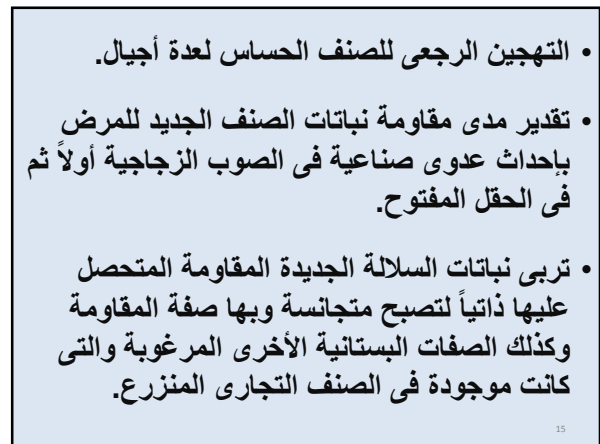 • التهجين الرجعى للصنف الحساس لعدة أجيال.
• تقدير مدى مقاومة نباتات الصنف الجديد للمرض
بإحداث عدوى صناعية فى الصوب الزجاجية أولاً ثم
فى الحقل المفتوح.
• تربى نباتات السلالة الجديدة المقاومة المتحصل
عليها ذاتياً لتصبح متجانسة وبها صفة المقاومة
وكذلك الصفات البستانية الأخرى المرغوبة والتى
كانت موجودة فى الصنف التجارى المنزرع.
15